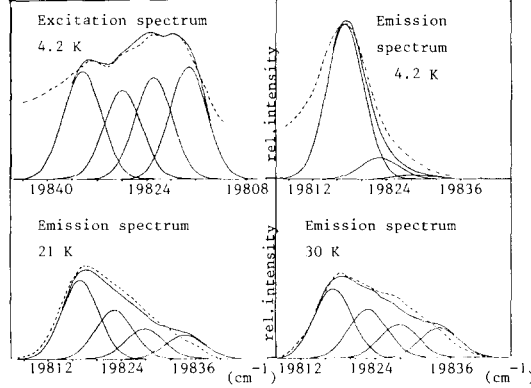 Excitation spectrum
4.2 K
19840 19824 19808
Emission
spectrum
4.2 K
rel.intensity
19812 19824 19836
Emission spectrum
21 K
19812 19824 19836
(cm⁻¹)
Emission spectrum
30 K
rel.intensity
19812 19824 19836
(cm⁻¹)